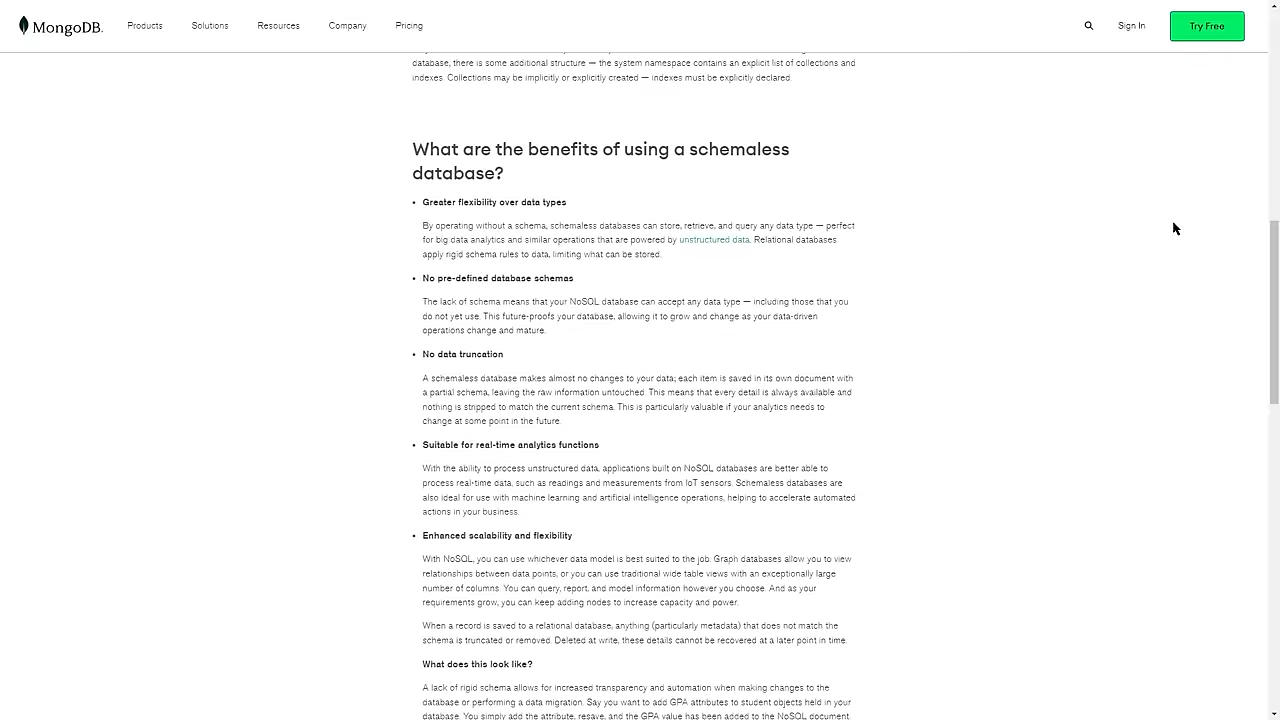 MongoDB.
Products
Solutions
Resources
Company
Pricing
Sign In
Try Free
database, there is some additional structure — the system namespace contains an explicit list of collections and
indexes. Collections may be implicitly or explicitly created — indexes must be explicitly declared.
What are the benefits of using a schemaless
database?
• Greater flexibility over data types
By operating without a schema, schemaless databases can store, retrieve, and query any data type — perfect
for big data analytics and similar operations that are powered by unstructured data. Relational databases
apply rigid schema rules to data, limiting what can be stored.
• No pre-defined database schemas
The lack of schema means that your NoSQL database can accept any data type — including those that you
do not yet use. This future-proofs your database, allowing it to grow and change as your data-driven
operations change and mature.
• No data truncation
A schemaless database makes almost no changes to your data; each item is saved in its own document with
a partial schema, leaving the raw information untouched. This means that every detail is always available and
nothing is stripped to match the current schema. This is particularly valuable if your analytics needs to
change at some point in the future.
• Suitable for real-time analytics functions
With the ability to process unstructured data, applications built on NoSQL databases are better able to
process real-time data, such as readings and measurements from IoT sensors. Schemaless databases are
also ideal for use with machine learning and artificial intelligence operations, helping to accelerate automated
actions in your business.
• Enhanced scalability and flexibility
With NoSQL, you can use whichever data model is best suited to the job. Graph databases allow you to view
relationships between data points, or you can use traditional wide table views with an exceptionally large
number of columns. You can query, report, and model information however you choose. And as your
requirements grow, you can keep adding nodes to increase capacity and power.
When a record is saved to a relational database, anything (particularly metadata) that does not match the
schema is truncated or removed. Deleted at write, these details cannot be recovered at a later point in time.
What does this look like?
A lack of rigid schema allows for increased transparency and automation when making changes to the
database or performing a data migration. Say you want to add GPA attributes to student objects held in your
database. You simply add the attribute, resave, and the GPA value has been added to the NoSQL document.